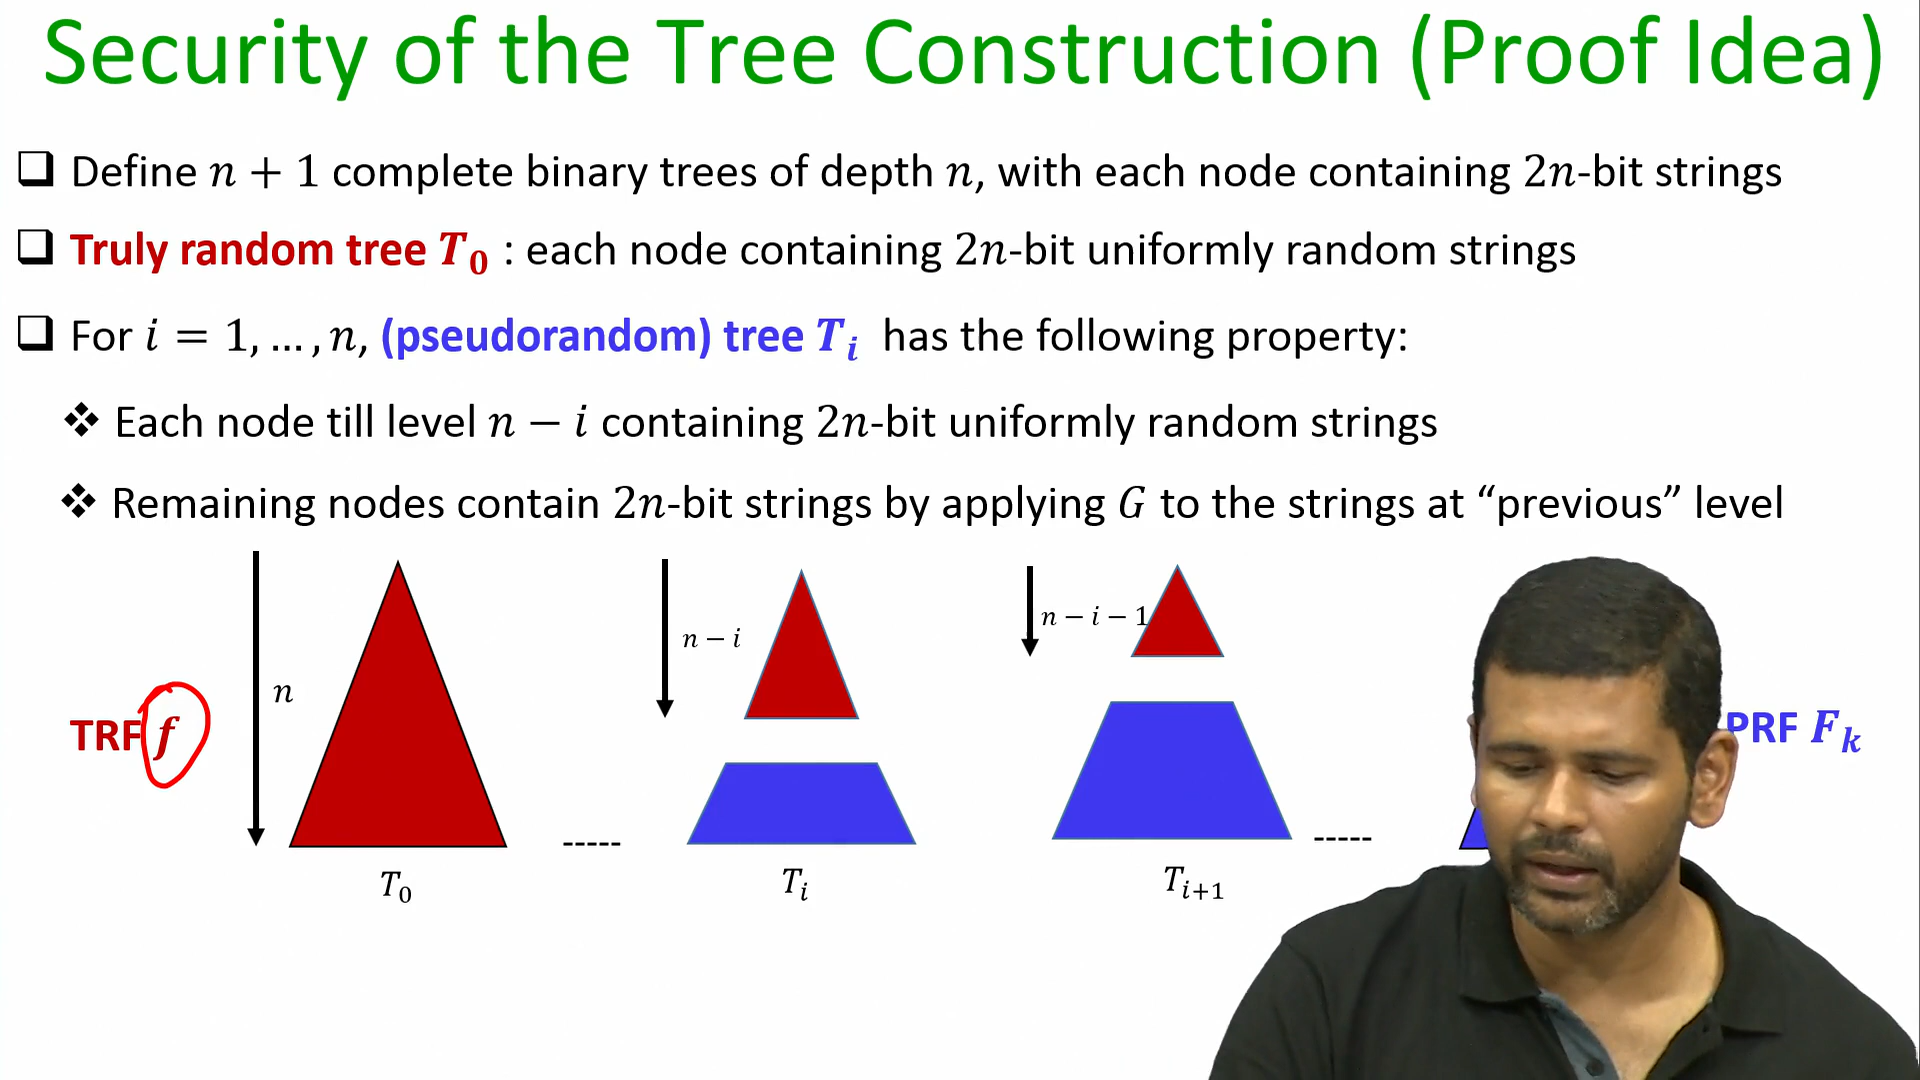 Security of the Tree Construction (Proof Idea)
❑ Define n + 1 complete binary trees of depth n, with each node containing 2n-bit strings
❑ Truly random tree T₀ : each node containing 2n-bit uniformly random strings
❑ For i = 1, … , n, (pseudorandom) tree Tᵢ has the following property:
❖ Each node till level n − i containing 2n-bit uniformly random strings
❖ Remaining nodes contain 2n-bit strings by applying G to the strings at “previous” level
TRF f
n
n − i
n − i − 1
PRF Fₖ
-----
-----
T₀
Tᵢ
Tᵢ₊₁